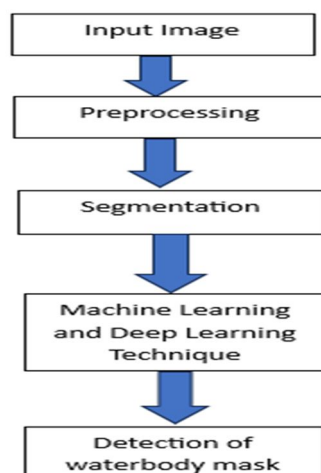 Input Image
Preprocessing
Segmentation
Machine Learning
and Deep Learning
Technique
Detection of
waterbody mask